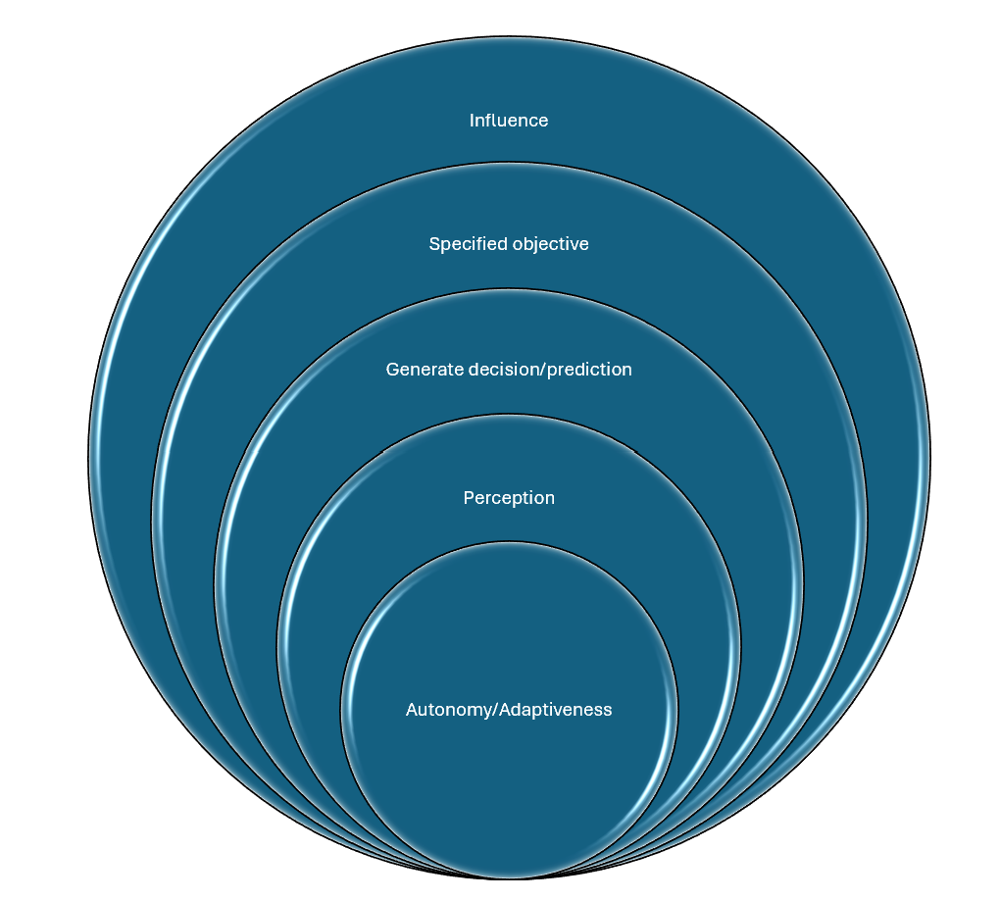 Influence
Specified objective
Generate decision/prediction
Perception
Autonomy/Adaptiveness